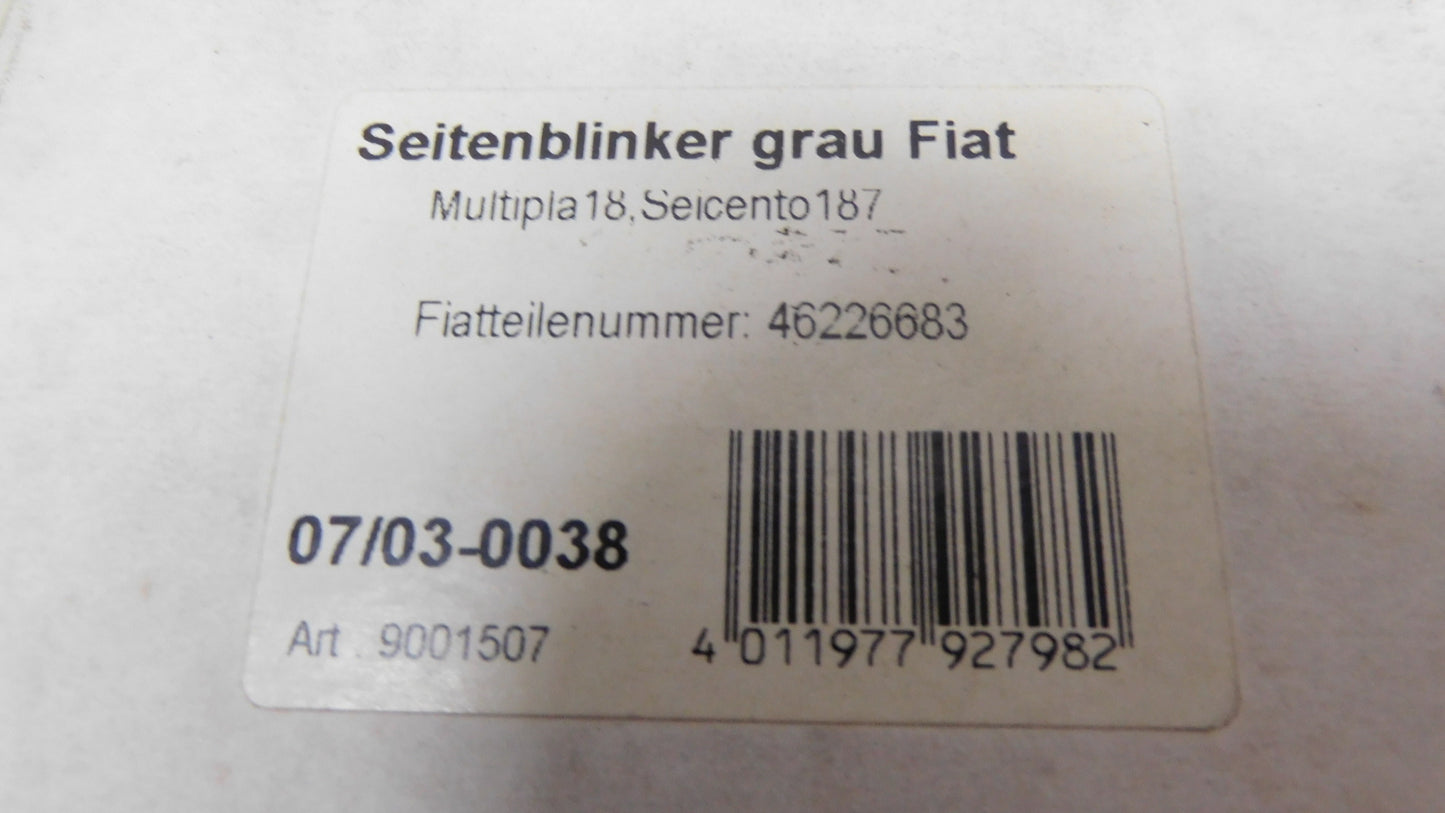 Seitenblinker grau Fiat
Multipla18,Seicento187
Fiatteilenummer: 46226683
07/03-0038
Art . 9001507
4 011977 927982